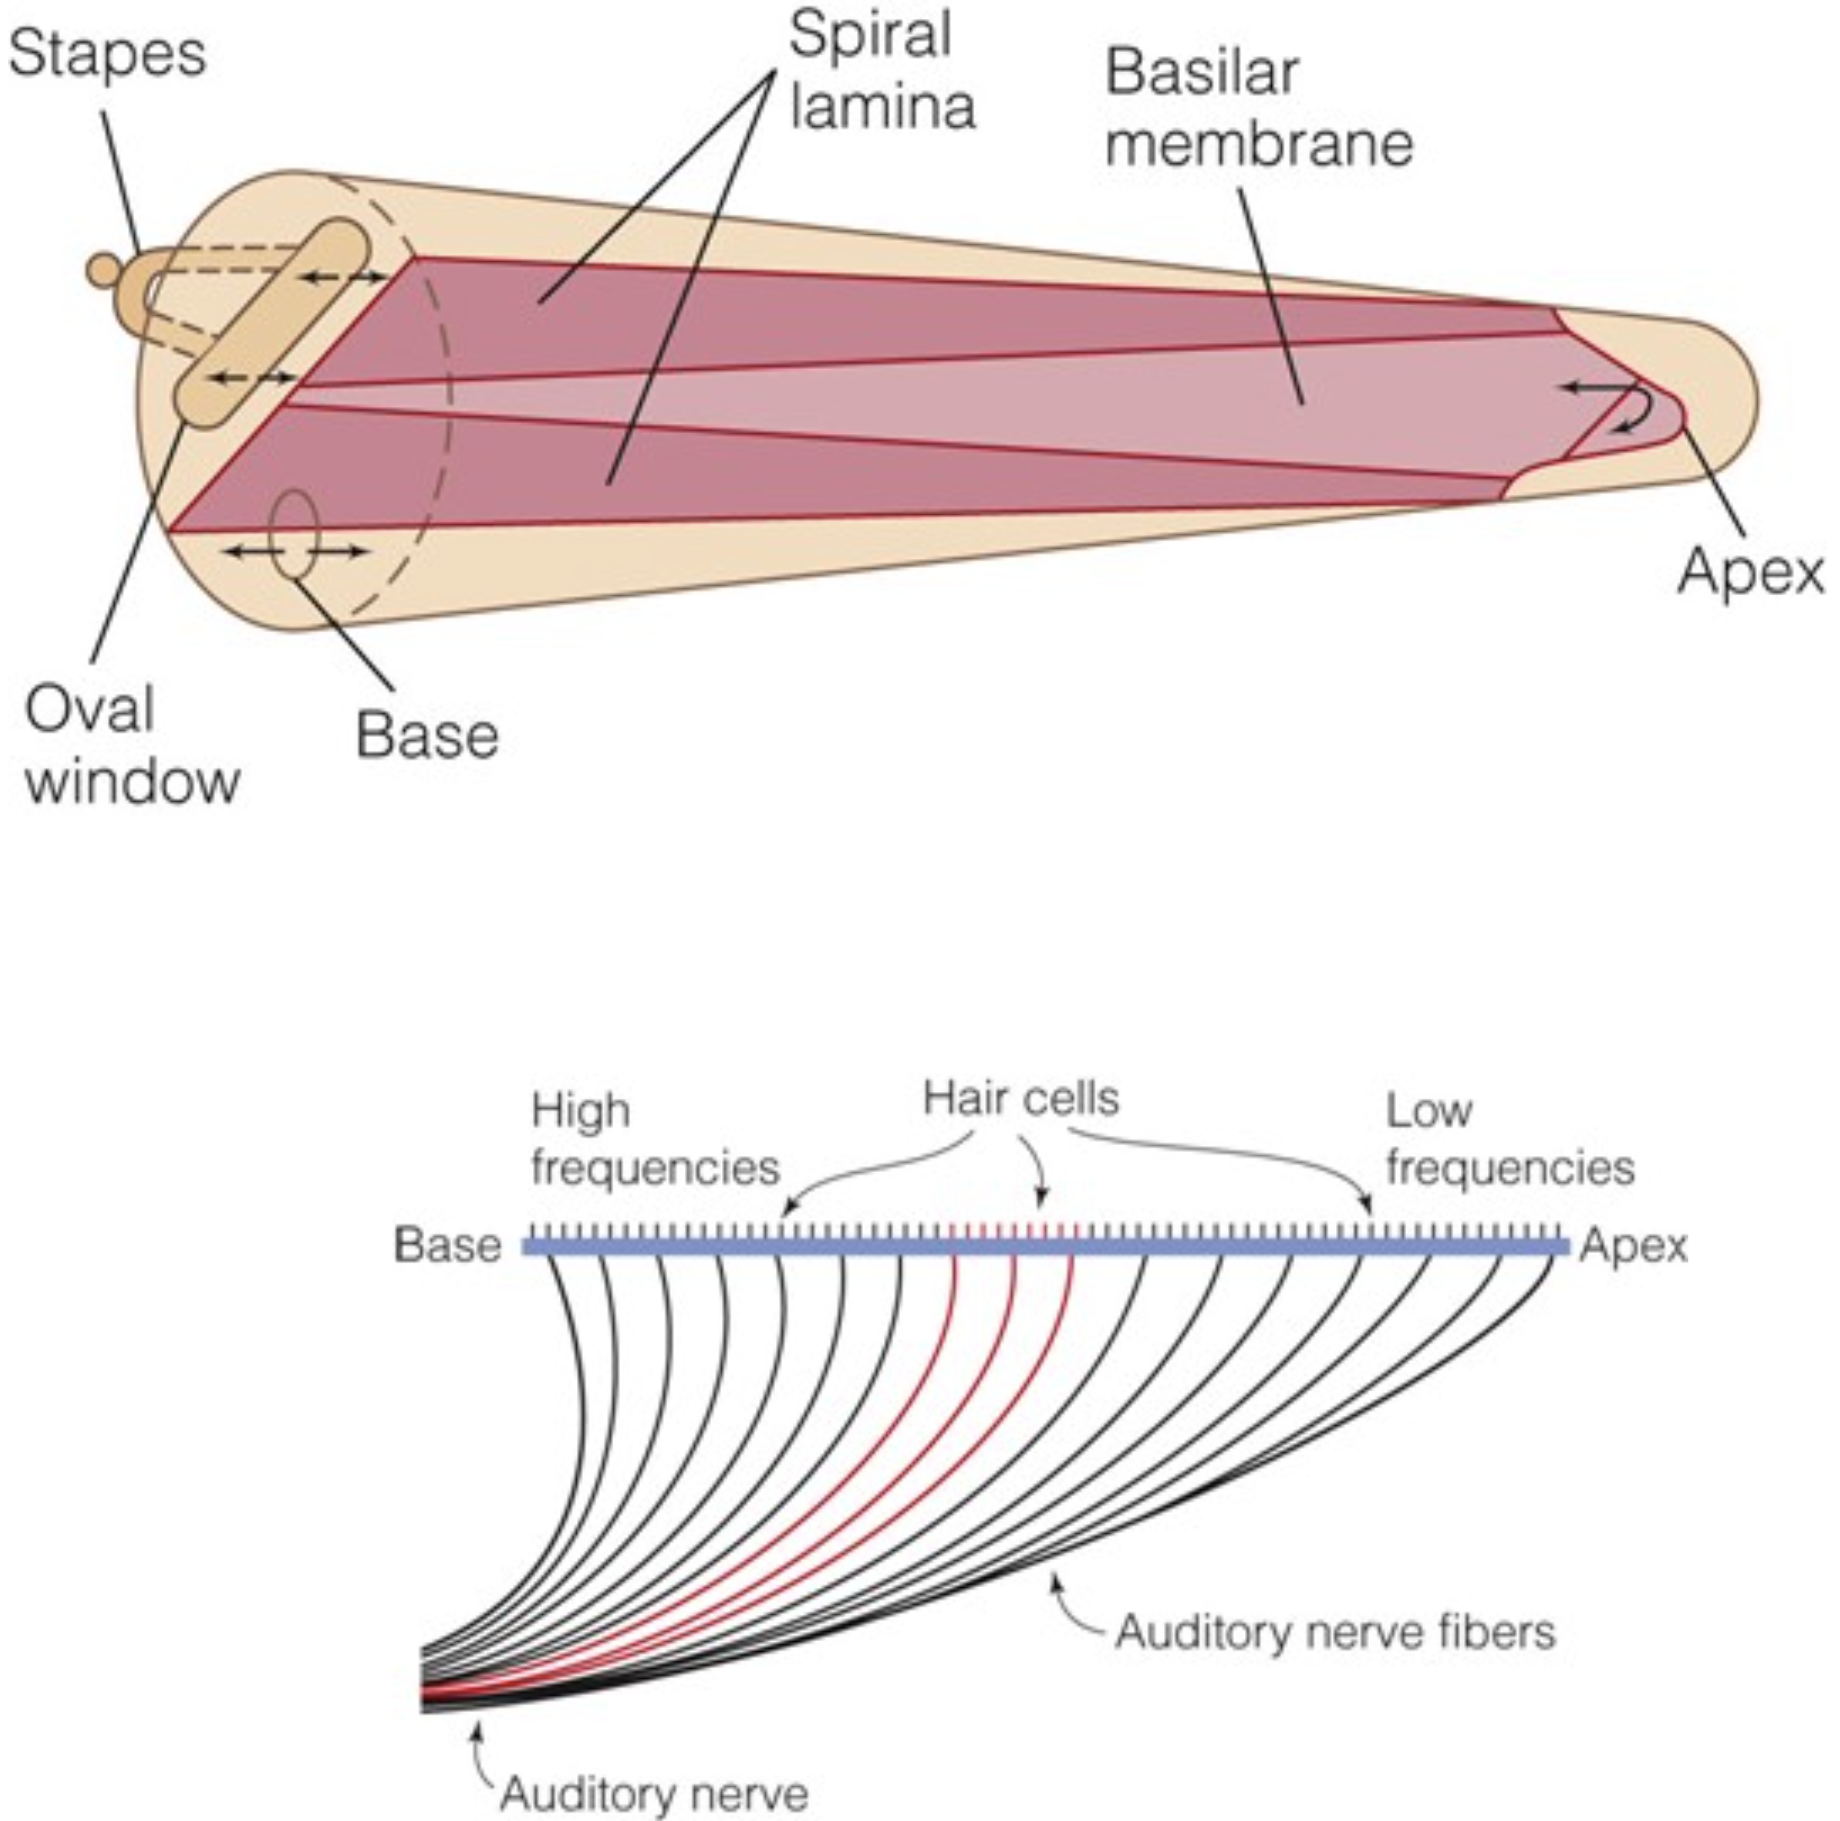 Stapes
Spiral
lamina
Basilar
membrane
Apex
Oval
window
Base
High
frequencies
Hair cells
Low
frequencies
Base
Apex
Auditory nerve fibers
Auditory nerve